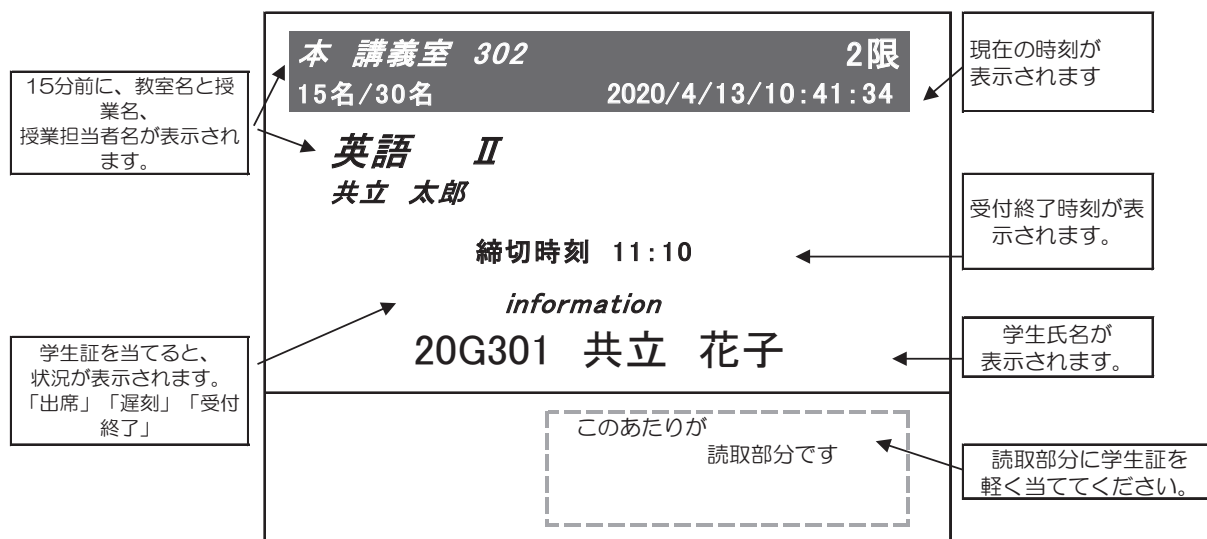 15分前に、教室名と授
業名、
授業担当者名が表示され
ます。
学生証を当てると、
状況が表示されます。
「出席」「遅刻」「受付
終了」
本 講義室 302 2限
15名/30名 2020/4/13/10:41:34
英語 Ⅱ
共立 太郎
締切時刻 11:10
information
20G301 共立 花子
このあたりが
読取部分です
現在の時刻が
表示されます
受付終了時刻が表
示されます。
学生氏名が
表示されます。
読取部分に学生証を
軽く当ててください。